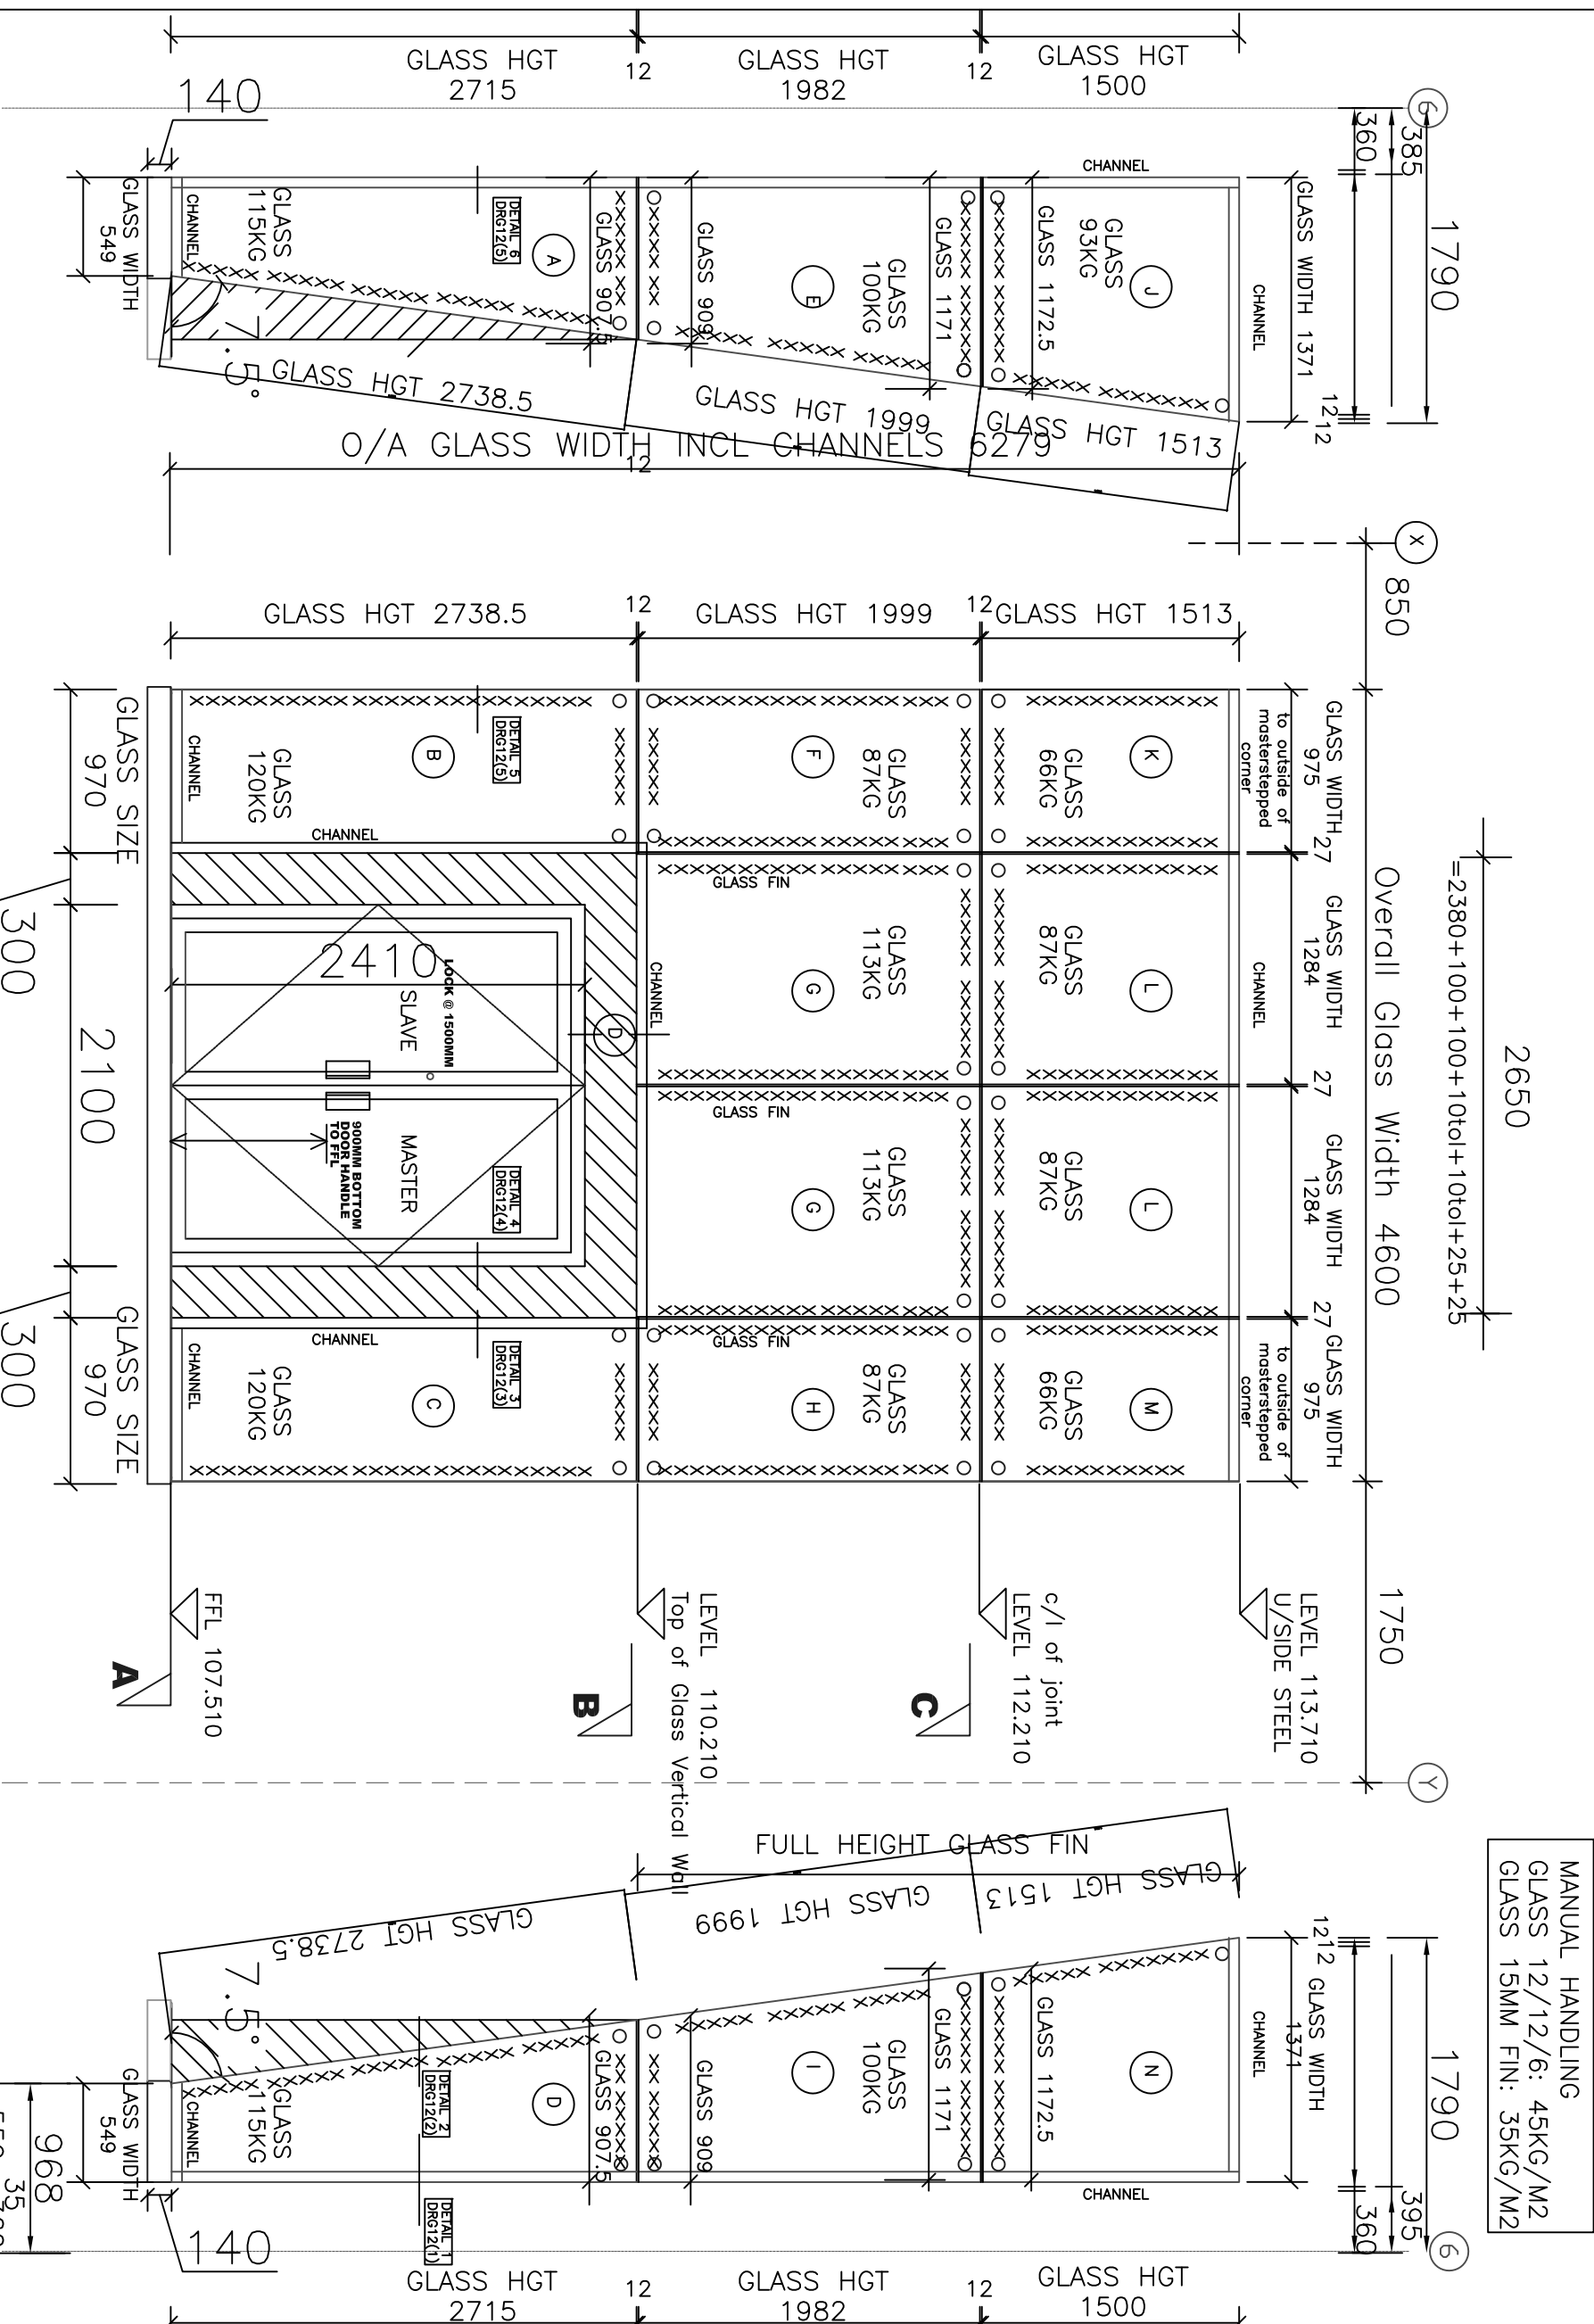 GLASS HGT
2715
12
GLASS HGT
1982
12
GLASS HGT
1500
140
6
360
385
1790
CHANNEL
GLASS WIDTH 1371
1212
GLASS WIDTH
549
CHANNEL
GLASS
115KG
DETAIL 6
DRG12(5)
A
GLASS 907.5
GLASS 909
E
GLASS
100KG
GLASS 1171
GLASS 1172.5
GLASS
93KG
J
CHANNEL
7.5°
GLASS HGT 2738.5
GLASS HGT 1999
GLASS HGT 1513
O/A GLASS WIDTH INCL CHANNELS 6279
12
X
850
GLASS HGT 2738.5
12
GLASS HGT 1999
12
GLASS HGT 1513
GLASS SIZE
970
CHANNEL
GLASS
120KG
B
DETAIL 5
DRG12(5)
CHANNEL
F
GLASS
87KG
GLASS
66KG
K
GLASS WIDTH
975
to outside of
masterstepped
corner
27
=2380+100+100+100+10tol+10tol+25+25
2650
Overall Glass Width 4600
GLASS FIN
GLASS
113KG
G
GLASS
87KG
L
CHANNEL
GLASS WIDTH
1284
27
300
2100
2410
LOCK @ 1500MM
SLAVE
D
CHANNEL
900MM BOTTOM
DOOR HANDLE
TO FFL
MASTER
DETAIL 4
DRG12(4)
GLASS FIN
GLASS
113KG
G
GLASS
87KG
L
GLASS WIDTH
1284
27
300
GLASS SIZE
970
CHANNEL
GLASS
120KG
CHANNEL
C
DETAIL 3
DRG12(3)
GLASS FIN
H
GLASS
87KG
GLASS
66KG
M
GLASS WIDTH
975
to outside of
masterstepped
corner
1750
FFL 107.510
A
LEVEL 110.210
Top of Glass Vertical Wall
B
c/l of joint
LEVEL 112.210
C
LEVEL 113.710
U/SIDE STEEL
Y
FULL HEIGHT GLASS FIN
GLASS HGT 2738.5
GLASS HGT 1999
GLASS HGT 1513
MANUAL HANDLING
GLASS 12/12/6: 45KG/M2
GLASS 15MM FIN: 35KG/M2
7.5°
GLASS WIDTH
549
CHANNEL
GLASS
115KG
DETAIL 2
DRG12(2)
D
GLASS 907.5
GLASS 909
I
GLASS
100KG
GLASS 1171
GLASS 1172.5
N
CHANNEL
1212
GLASS WIDTH
1371
1790
395
360
6
CHANNEL
968
35
140
DETAIL 1
DRG12(1)
GLASS HGT
2715
12
GLASS HGT
1982
12
GLASS HGT
1500